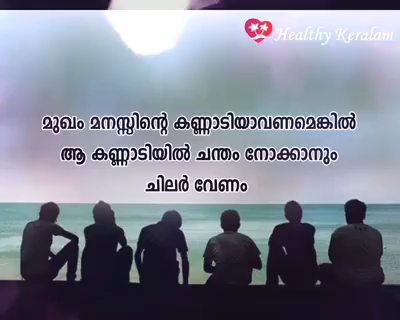 Healthy Keralam
മുഖം മനസ്സിന്റെ കണ്ണാടിയാവണമെങ്കിൽ
ആ കണ്ണാടിയിൽ ചന്തം നോക്കാനും
ചിലർ വേണം